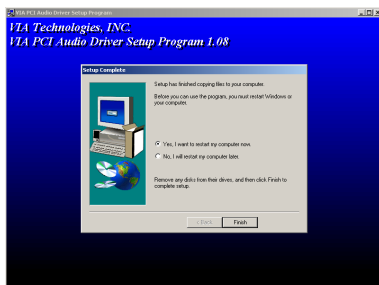 VIA PCI Audio Driver Setup Program
VIA Technologies, INC.
VIA PCI Audio Driver Setup Program 1.08
Setup Complete
Setup has finished copying files to your computer.
Before you can use the program, you must restart Windows or
your computer.
Yes, I want to restart my computer now.
No, I will restart my computer later.
Remove any disks from their drives, and then click Finish to
complete setup.
< Back
Finish